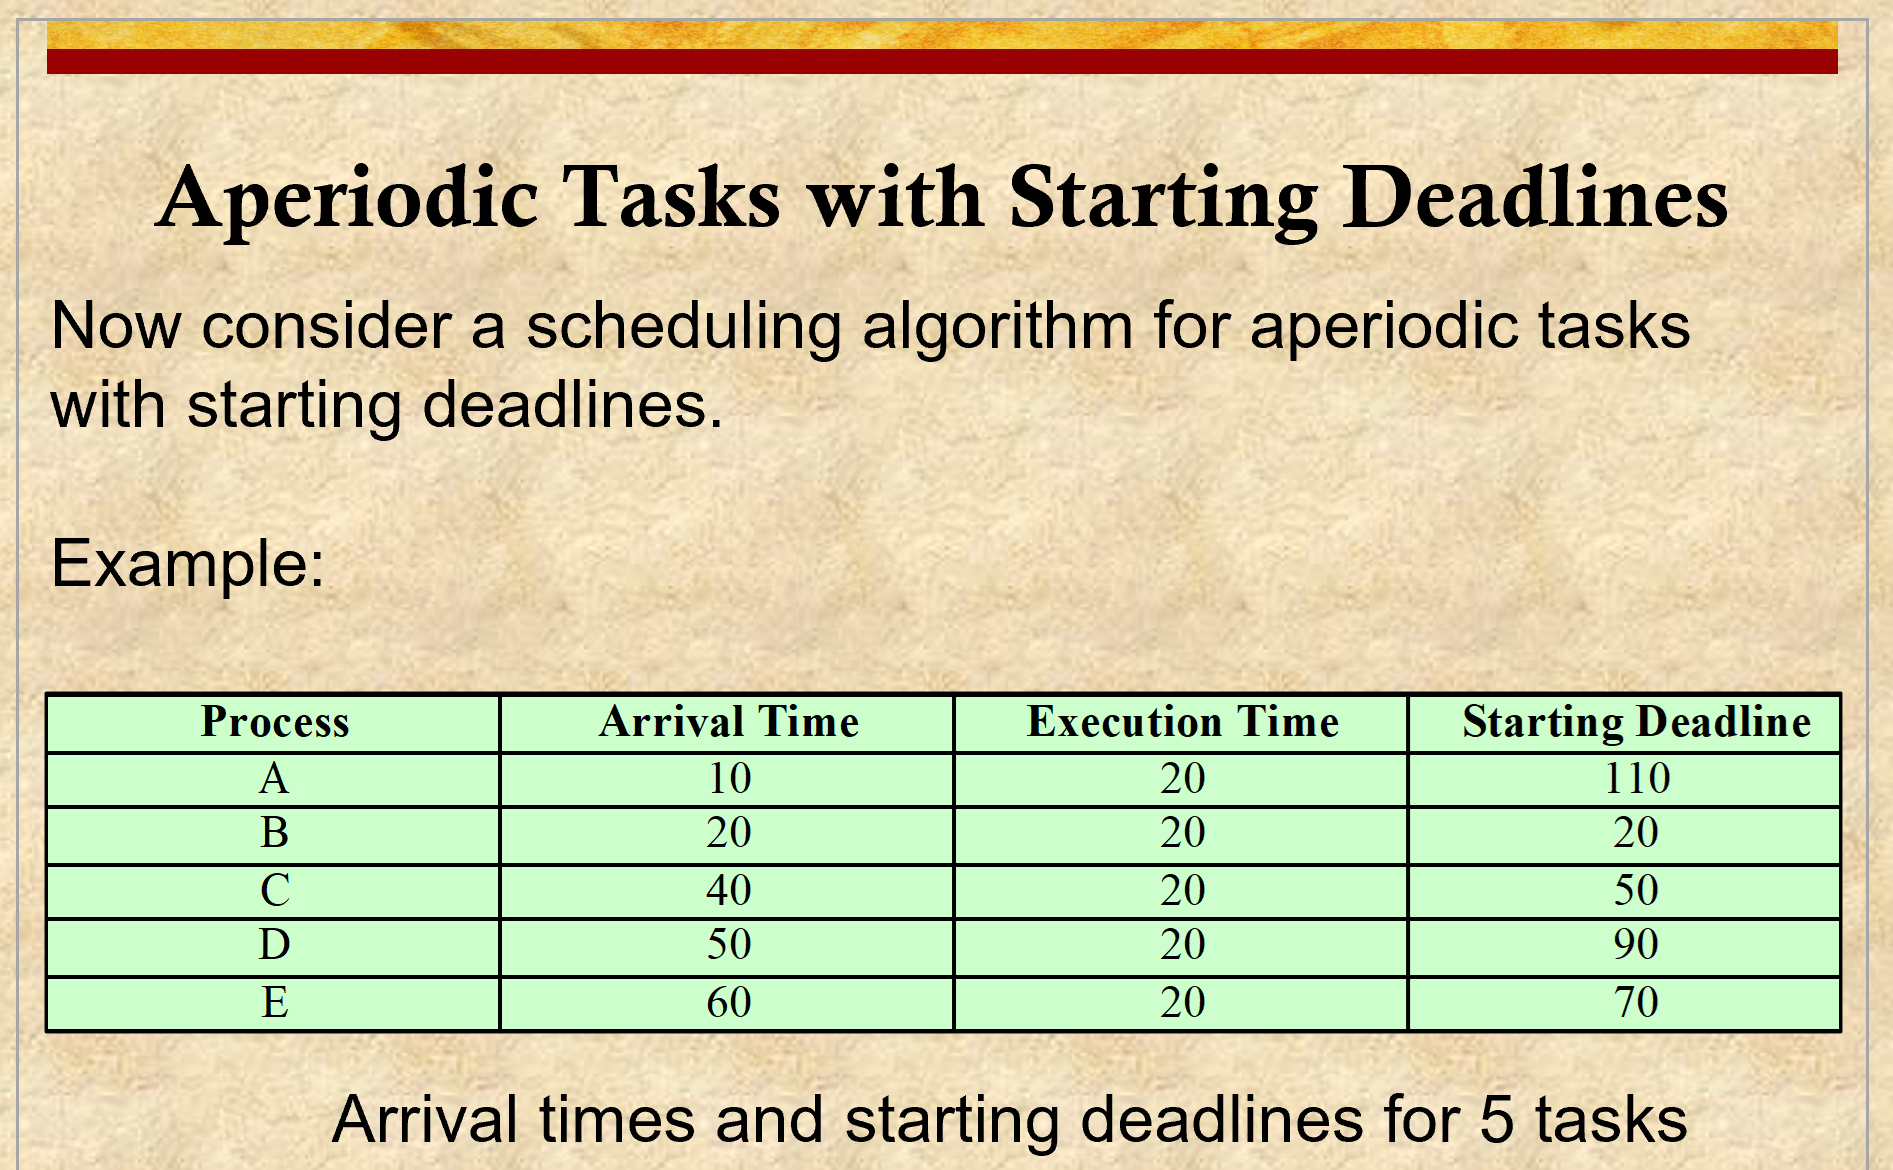 Aperiodic Tasks with Starting Deadlines
Now consider a scheduling algorithm for aperiodic tasks
with starting deadlines.
Example:
Process Arrival Time Execution Time Starting Deadline
A 10 20 110
B 20 20 20
C 40 20 50
D 50 20 90
E 60 20 70
Arrival times and starting deadlines for 5 tasks